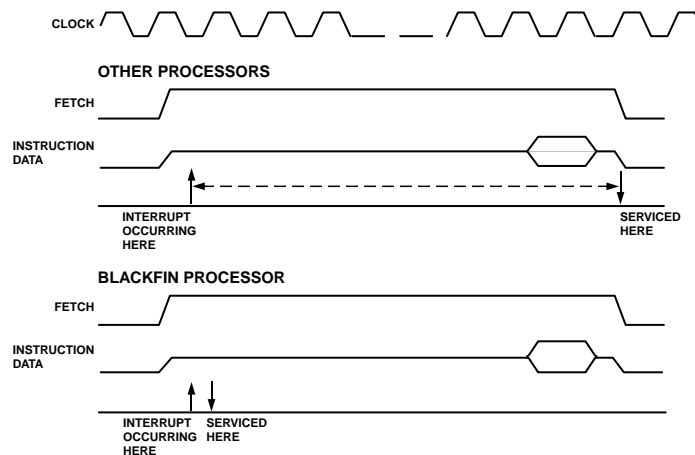 CLOCK
OTHER PROCESSORS
FETCH
INSTRUCTION
DATA
INTERRUPT
OCCURRING
HERE
SERVICED
HERE
BLACKFIN PROCESSOR
FETCH
INSTRUCTION
DATA
INTERRUPT
OCCURRING
HERE
SERVICED
HERE